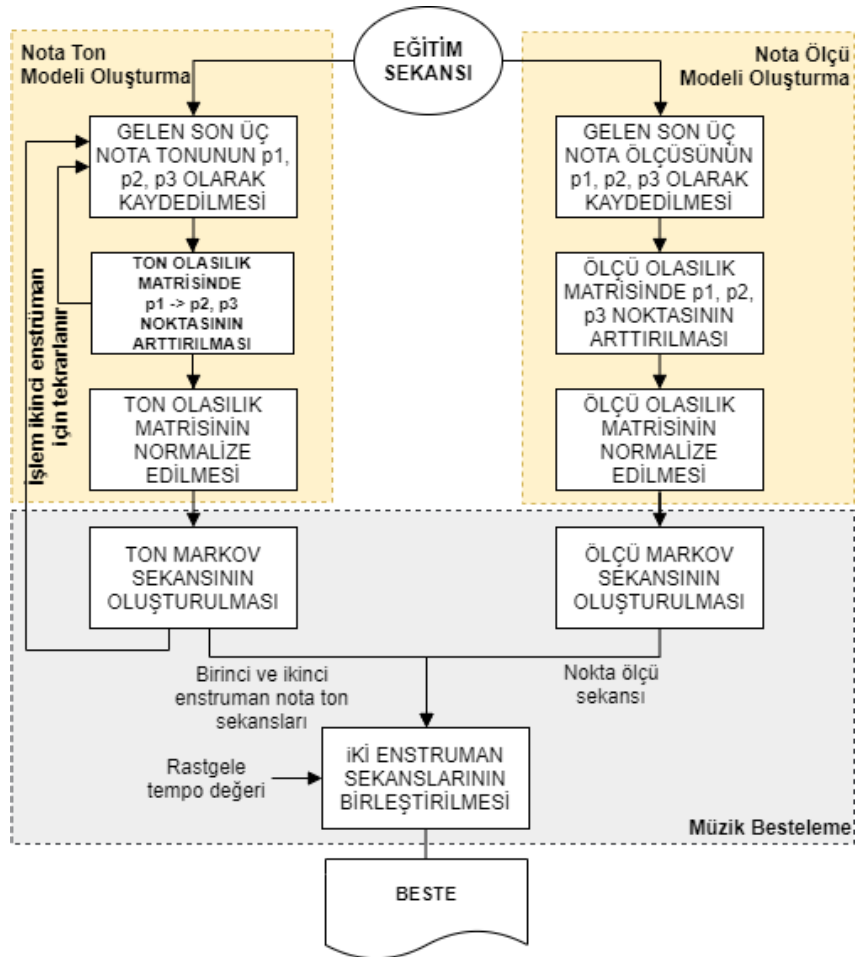 Nota Ton
Modeli Oluşturma
EĞİTİM
SEKANSI
Nota Ölçü
Modeli Oluşturma
GELEN SON ÜÇ
NOTA TONUNUN p1,
p2, p3 OLARAK
KAYDEDİLMESİ
GELEN SON ÜÇ
NOTA ÖLÇÜSÜNÜN
p1, p2, p3 OLARAK
KAYDEDİLMESİ
TON OLASILIK
MATRİSİNDE
p1 -> p2, p3
NOKTASININ
ARTTIRILMASI
ÖLÇÜ OLASILIK
MATRİSİNDE p1, p2,
p3 NOKTASININ
ARTTIRILMASI
İşlem ikinci enstrüman
için tekrarlanır
TON OLASILIK
MATRİSİNİN
NORMALİZE
EDİLMESİ
ÖLÇÜ OLASILIK
MATRİSİNİN
NORMALİZE
EDİLMESİ
TON MARKOV
SEKANSININ
OLUŞTURULMASI
ÖLÇÜ MARKOV
SEKANSININ
OLUŞTURULMASI
Birinci ve ikinci
enstruman nota ton
sekansları
Nokta ölçü
sekansı
Rastgele
tempo değeri
iKİ ENSTRUMAN
SEKANSLARININ
BİRLEŞTİRİLMESİ
Müzik Besteleme
BESTE